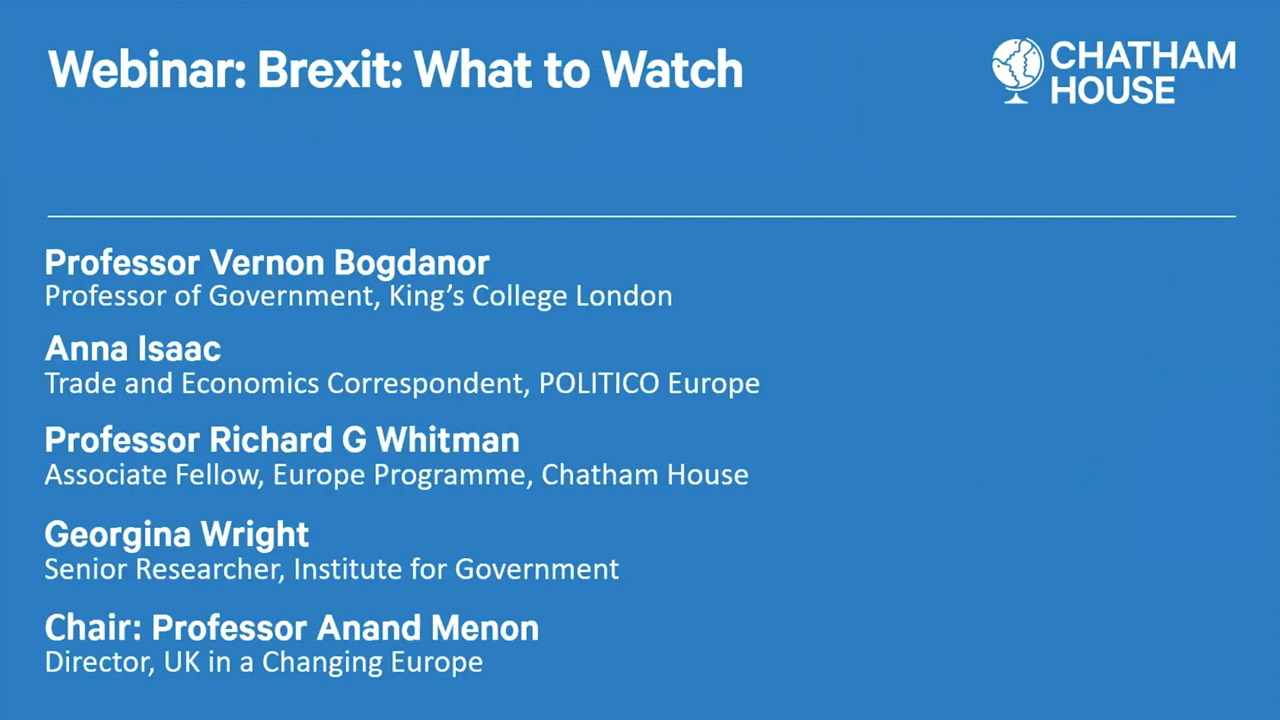 Webinar: Brexit: What to Watch
CHATHAM
HOUSE
Professor Vernon Bogdanor
Professor of Government, King’s College London
Anna Isaac
Trade and Economics Correspondent, POLITICO Europe
Professor Richard G Whitman
Associate Fellow, Europe Programme, Chatham House
Georgina Wright
Senior Researcher, Institute for Government
Chair: Professor Anand Menon
Director, UK in a Changing Europe